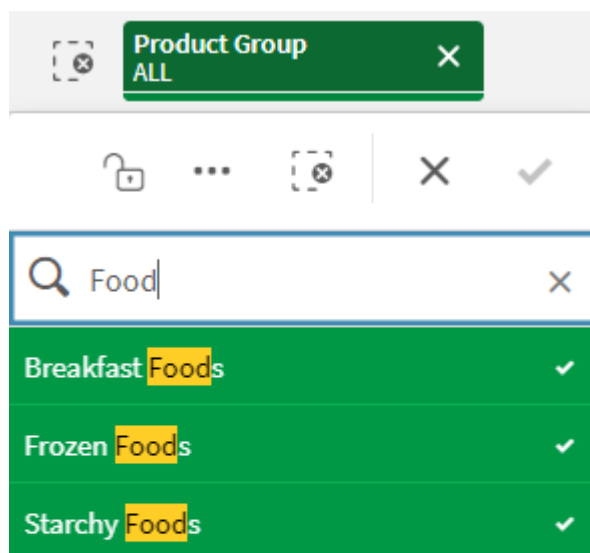 Product Group
ALL
Food
Breakfast Foods
Frozen Foods
Starchy Foods